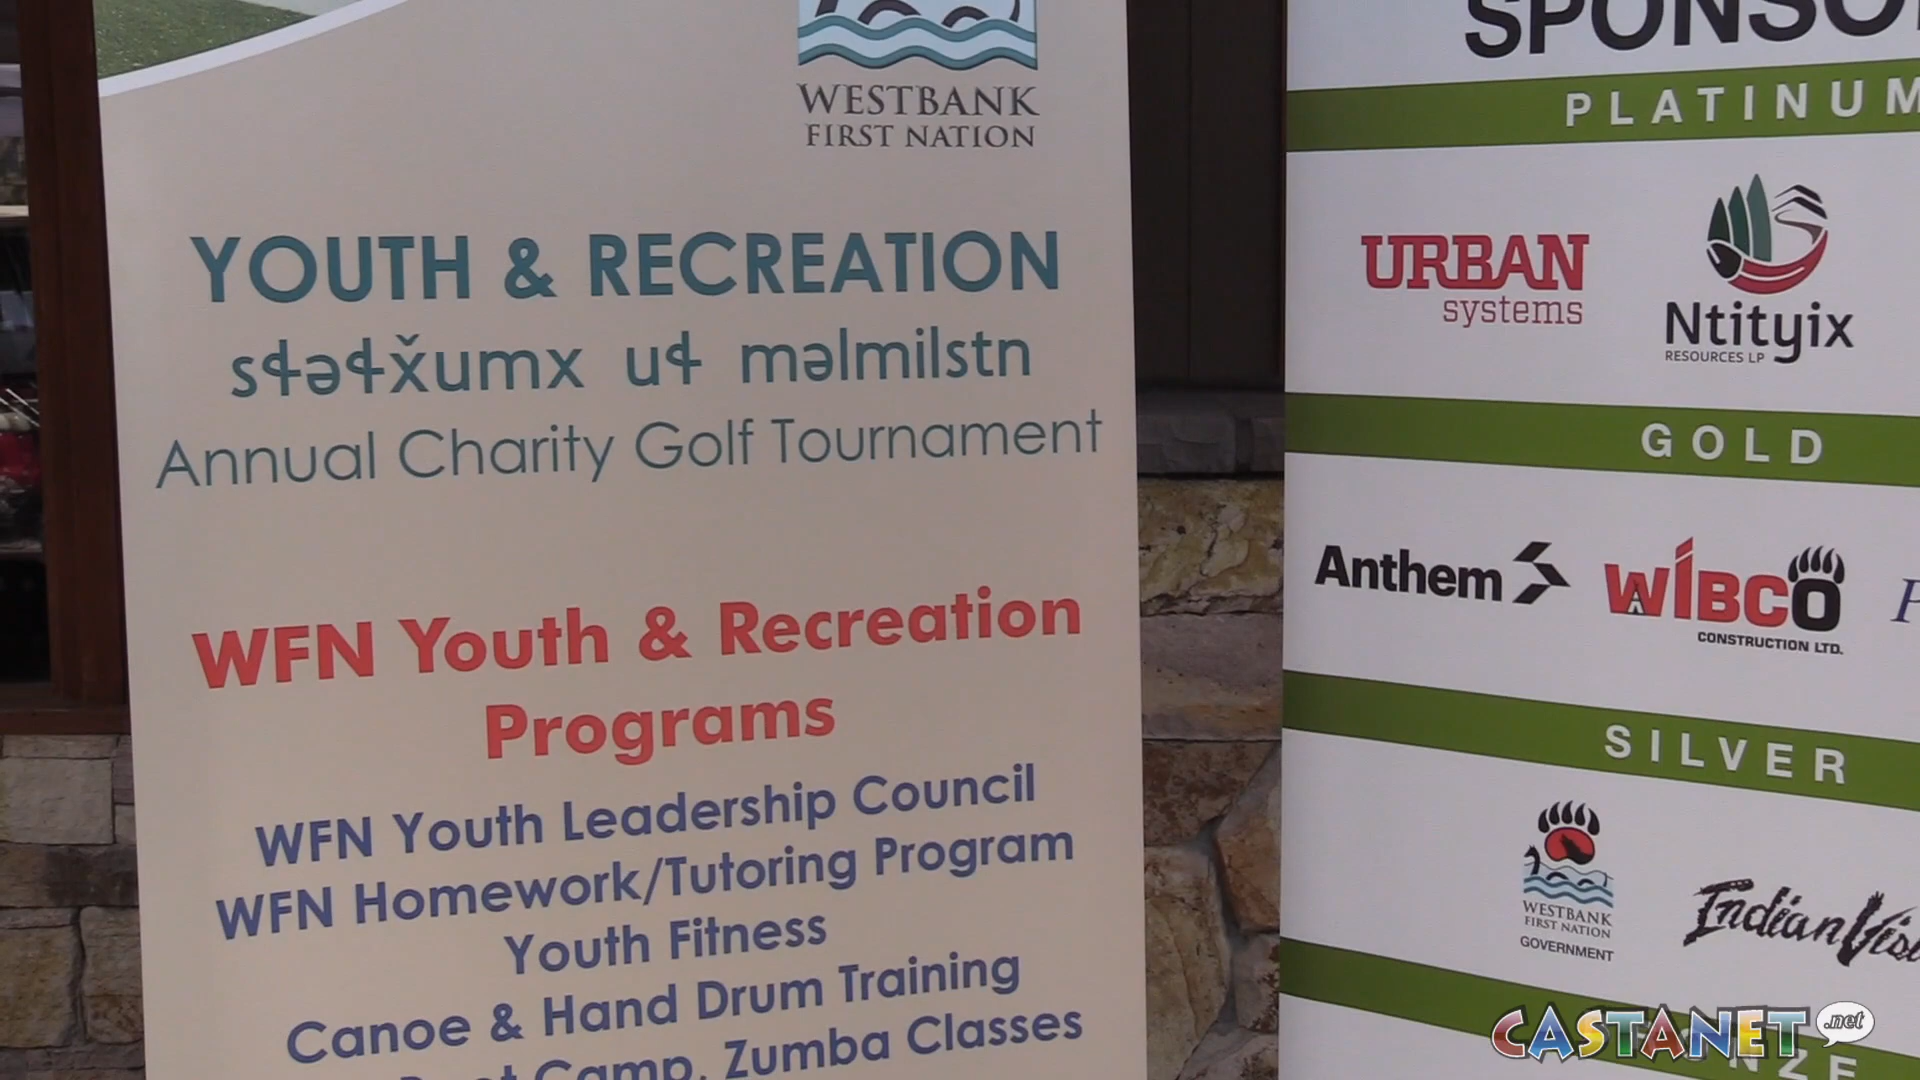 WESTBANK
FIRST NATION
YOUTH & RECREATION
sɬəɬx̌umx uɬ məlmilstn
Annual Charity Golf Tournament
WFN Youth & Recreation
Programs
WFN Youth Leadership Council
WFN Homework/Tutoring Program
Youth Fitness
Canoe & Hand Drum Training
Camp, Zumba Classes
PLATINUM
URBAN
systems
Ntityix
RESOURCES LP
GOLD
Anthem
WIBCO
CONSTRUCTION LTD.
SILVER
WESTBANK
FIRST NATION
GOVERNMENT
Indian
CASTANET.net